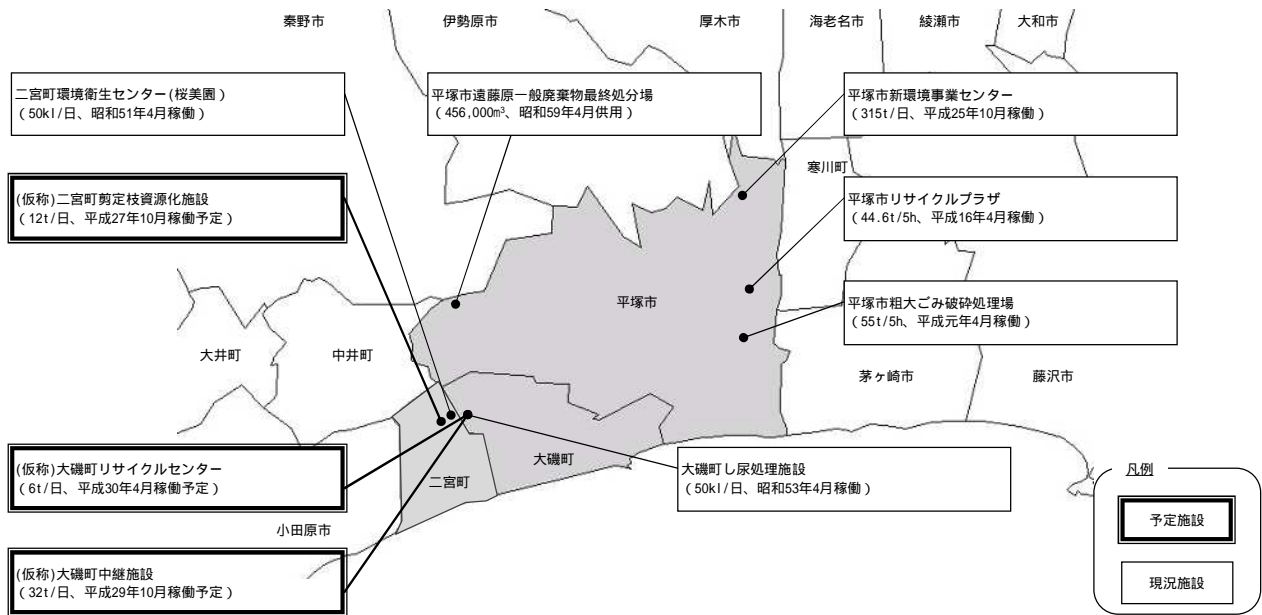 秦野市
伊勢原市
厚木市
海老名市
綾瀬市
大和市
二宮町環境衛生センター(桜美園)
(50kl/日、昭和51年4月稼働)
平塚市遠藤原一般廃棄物最終処分場
(456,000m³、昭和59年4月供用)
平塚市新環境事業センター
(315t/日、平成25年10月稼働)
寒川町
(仮称)二宮町剪定枝資源化施設
(12t/日、平成27年10月稼働予定)
平塚市リサイクルプラザ
(44.6t/5h、平成16年4月稼働)
平塚市
平塚市粗大ごみ破砕処理場
(55t/5h、平成元年4月稼働)
大井町
中井町
茅ヶ崎市
藤沢市
(仮称)大磯町リサイクルセンター
(6t/日、平成30年4月稼働予定)
二宮町
大磯町
大磯町し尿処理施設
(50kl/日、昭和53年4月稼働)
小田原市
(仮称)大磯町中継施設
(32t/日、平成29年10月稼働予定)
凡例
予定施設
現況施設